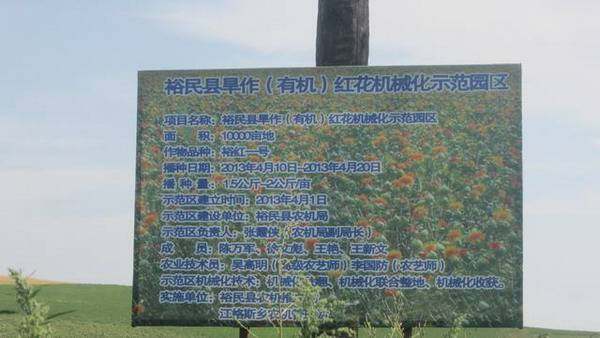 裕民县旱作（有机）红花机械化示范园区
项目名称：裕民县旱作（有机）红花机械化示范园区
面 积：10000亩地
作物品种：裕红一号
播种日期：2013年4月10日-2013年4月20日
播 种 量：1.5公斤-2公斤/亩
示范区建立时间：2013年4月1日
示范区建设单位：裕民县农机局
示范区负责人：张霞侠（农机局副局长）
成 员：陈万军、徐文彪、王艳、王新文
农业技术员：吴高明（高级农艺师）李国防（农艺师）
示范区机械化技术：机械化 机械化联合整地、机械化收获。
实施单位：裕民县农机推
江格斯乡农机